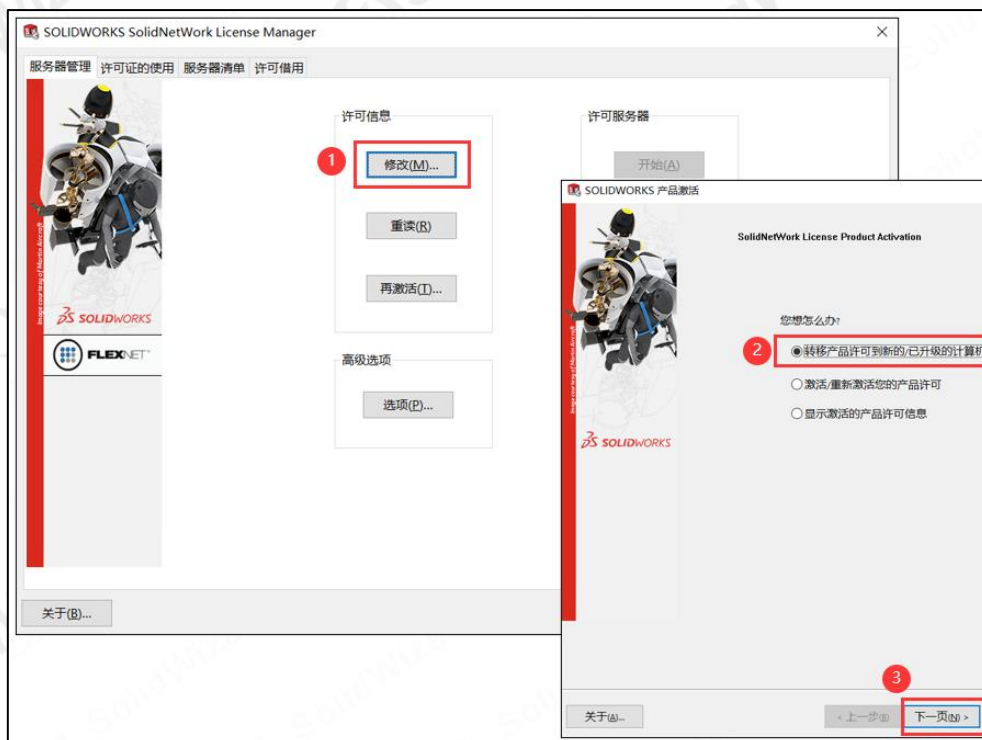 SOLIDWORKS SolidNetWork License Manager
服务器管理 许可证的使用 服务器清单 许可借用
许可信息
许可服务器
1
修改(M)...
开始(A)
重读(R)
再激活(T)...
高级选项
选项(P)...
Image courtesy of Martin Aircraft
SOLIDWORKS
FLEXNET
关于(B)...
SOLIDWORKS 产品激活
SolidNetWork License Product Activation
您想怎么办?
2
转移产品许可到新的/已升级的计算机
激活/重新激活您的产品许可
显示激活的产品许可信息
SOLIDWORKS
3
关于(A)...
<上一步(B)
下一页(N) >